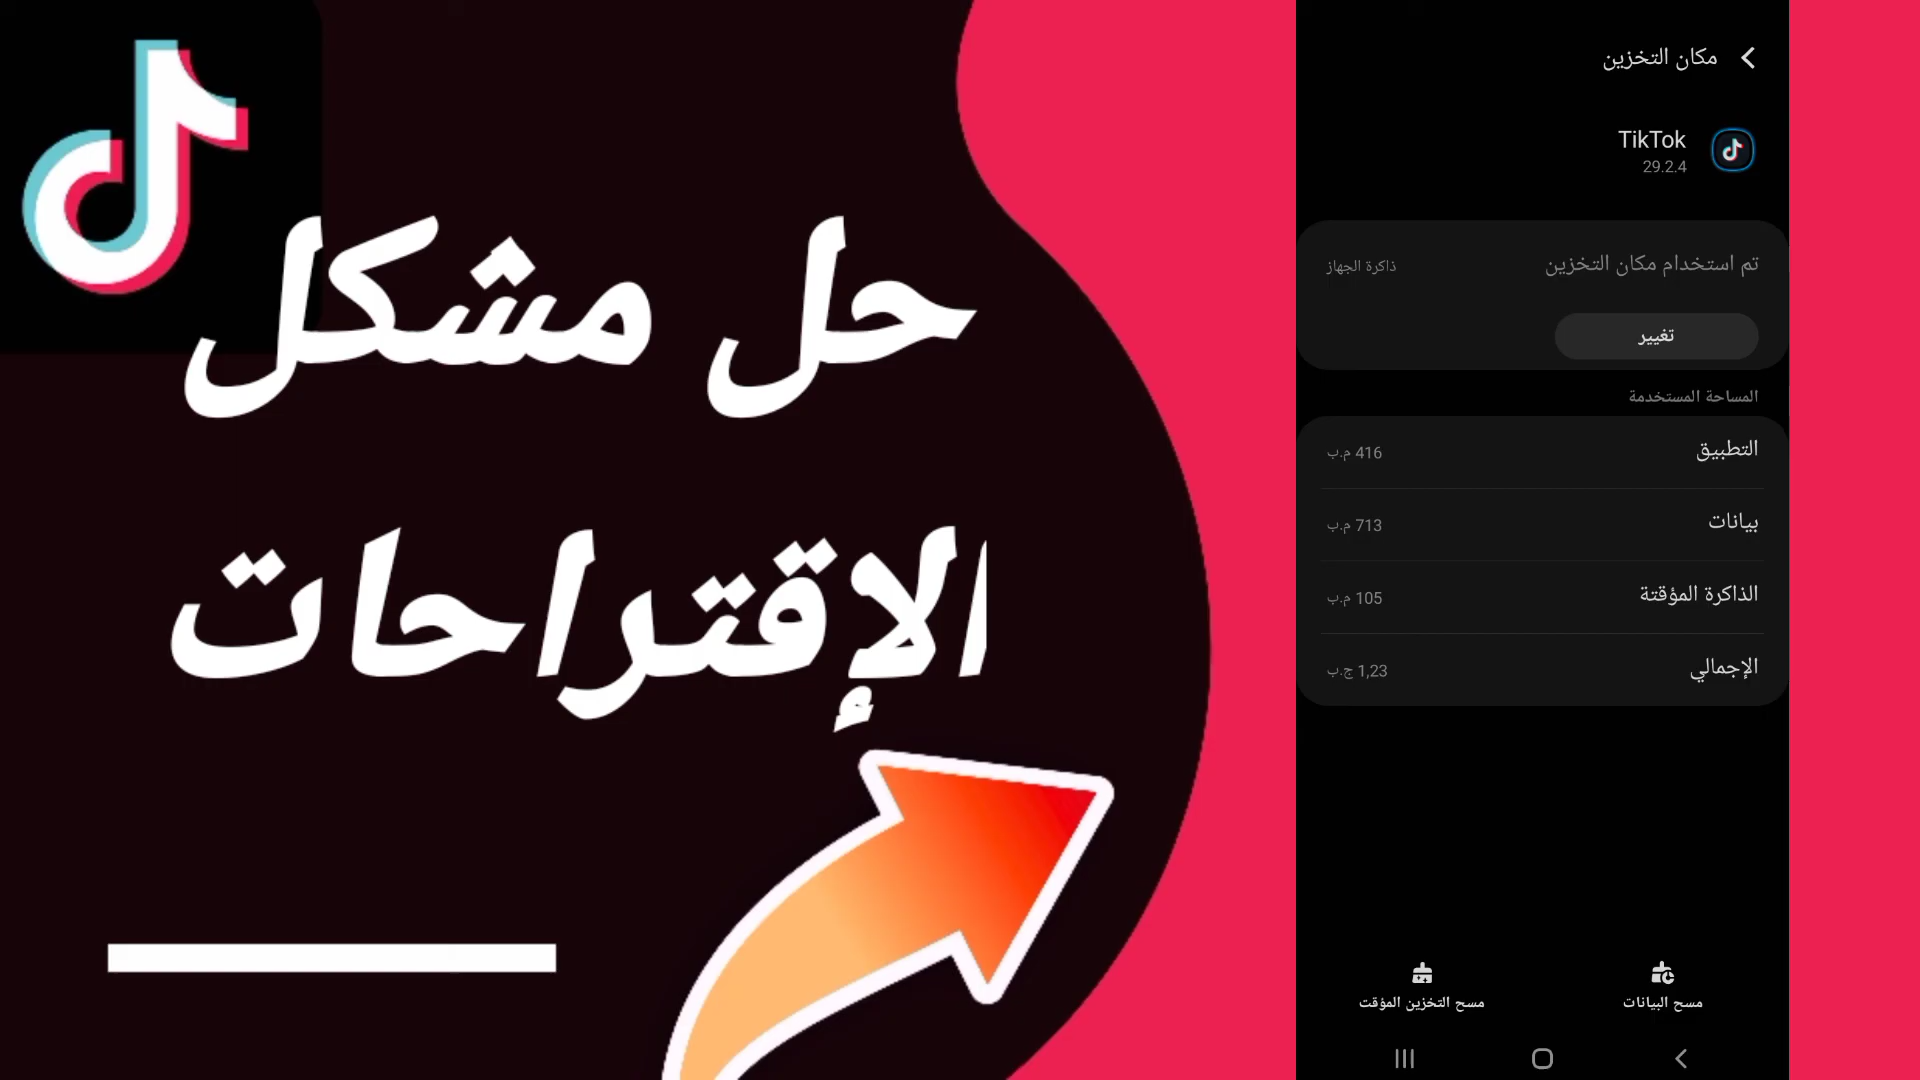 حل مشكل
الإقتراحات
مكان التخزين
TikTok
29.2.4
تم استخدام مكان التخزين
ذاكرة الجهاز
تغيير
المساحة المستخدمة
التطبيق 416 م.ب
بيانات 713 م.ب
الذاكرة المؤقتة 105 م.ب
الإجمالي 1,23 ج.ب
مسح البيانات
مسح التخزين المؤقت